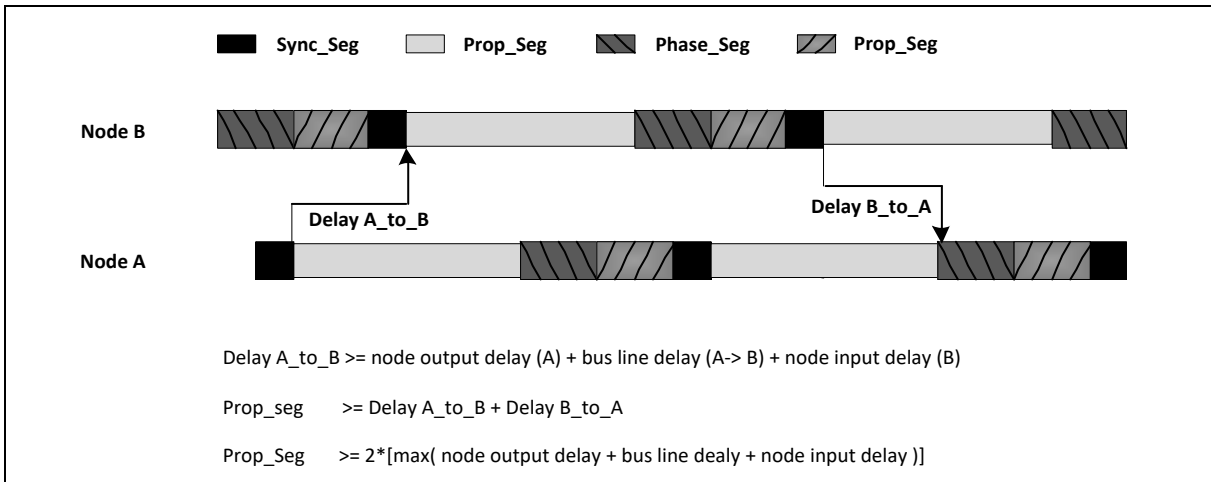 Sync_Seg Prop_Seg Phase_Seg Prop_Seg
Node B
Delay A_to_B
Delay B_to_A
Node A
Delay A_to_B >= node output delay (A) + bus line delay (A-> B) + node input delay (B)
Prop_seg >= Delay A_to_B + Delay B_to_A
Prop_Seg >= 2*[max( node output delay + bus line dealy + node input delay )]